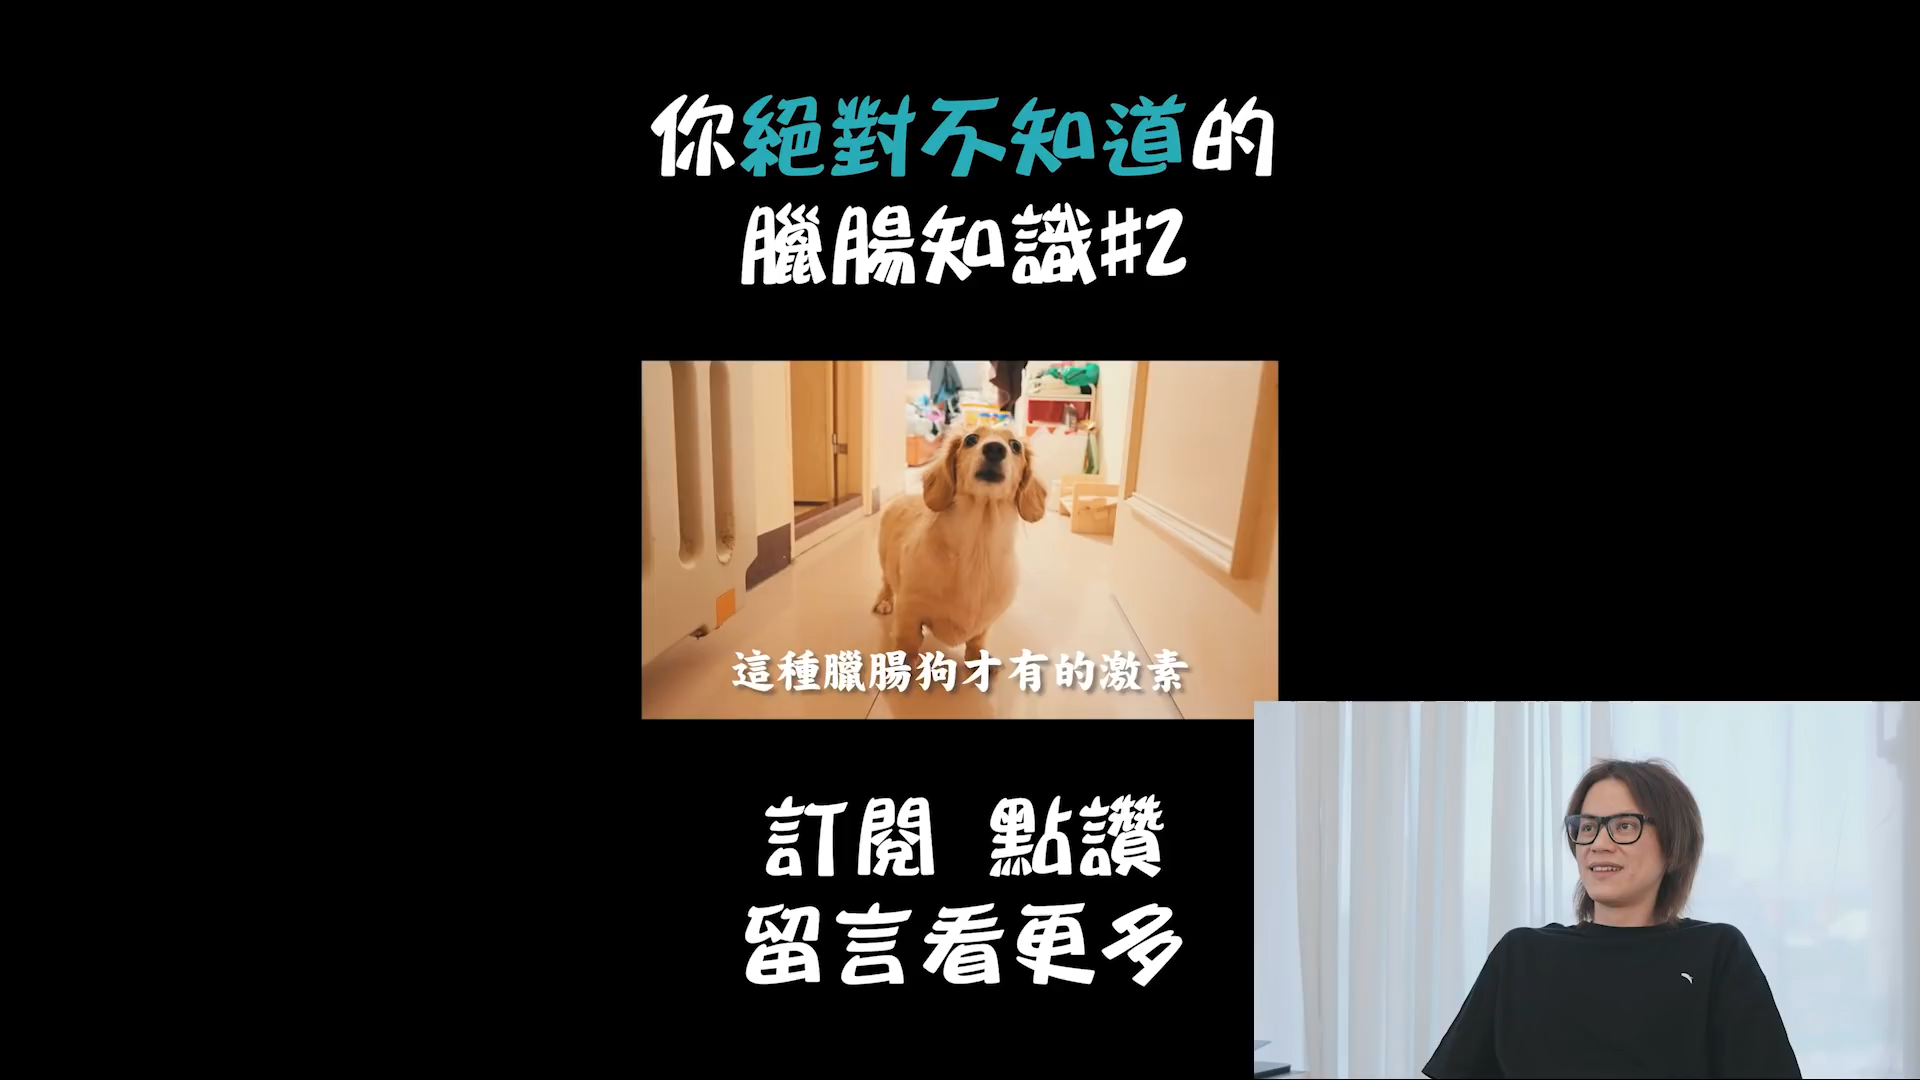 你絕對不知道的
臘腸知識#2
這種臘腸狗才有的激素
訂閱 點讚
留言看更多